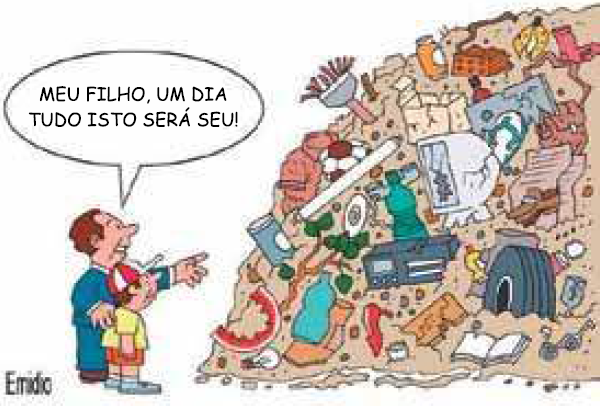 MEU FILHO, UM DIA
TUDO ISTO SERÁ SEU!
Emidio